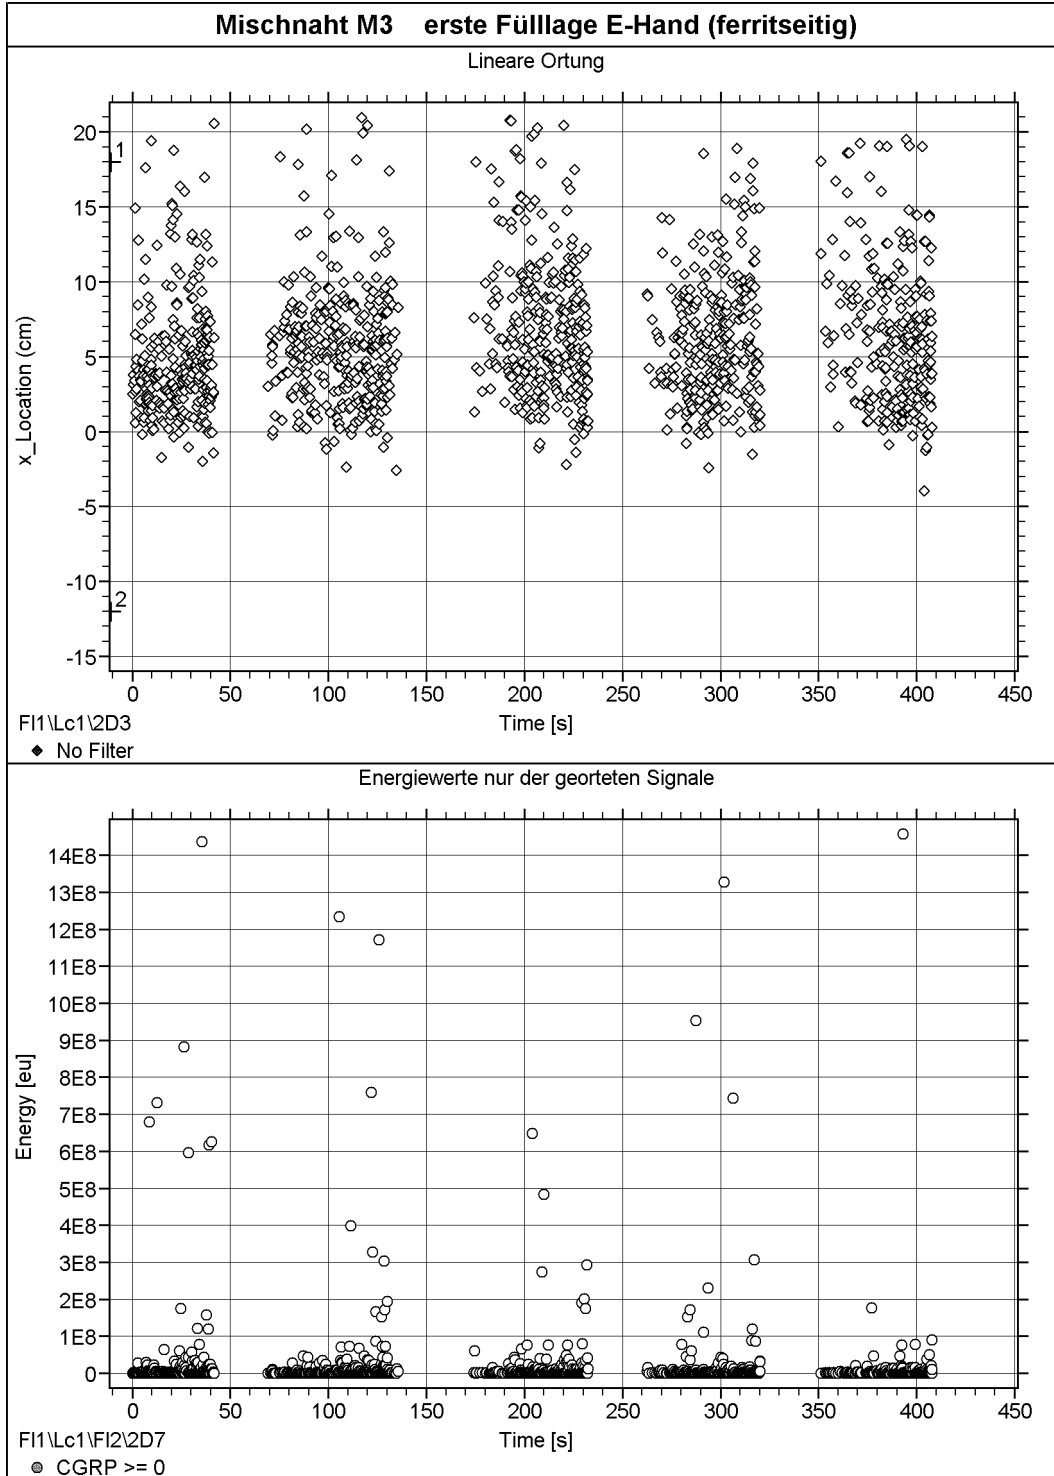 Mischnaht M3 erste Fülllage E-Hand (ferritseitig)
Lineare Ortung
20
15
10
5
0
-5
-10
-15
1
2
x_Location (cm)
0 50 100 150 200 250 300 350 400 450
Time [s]
Fl1\Lc1\2D3
No Filter
Energiewerte nur der georteten Signale
14E8
13E8
12E8
11E8
10E8
9E8
8E8
7E8
6E8
5E8
4E8
3E8
2E8
1E8
0
Energy [eu]
0 50 100 150 200 250 300 350 400 450
Time [s]
Fl1\Lc1\Fl2\2D7
CGRP >= 0